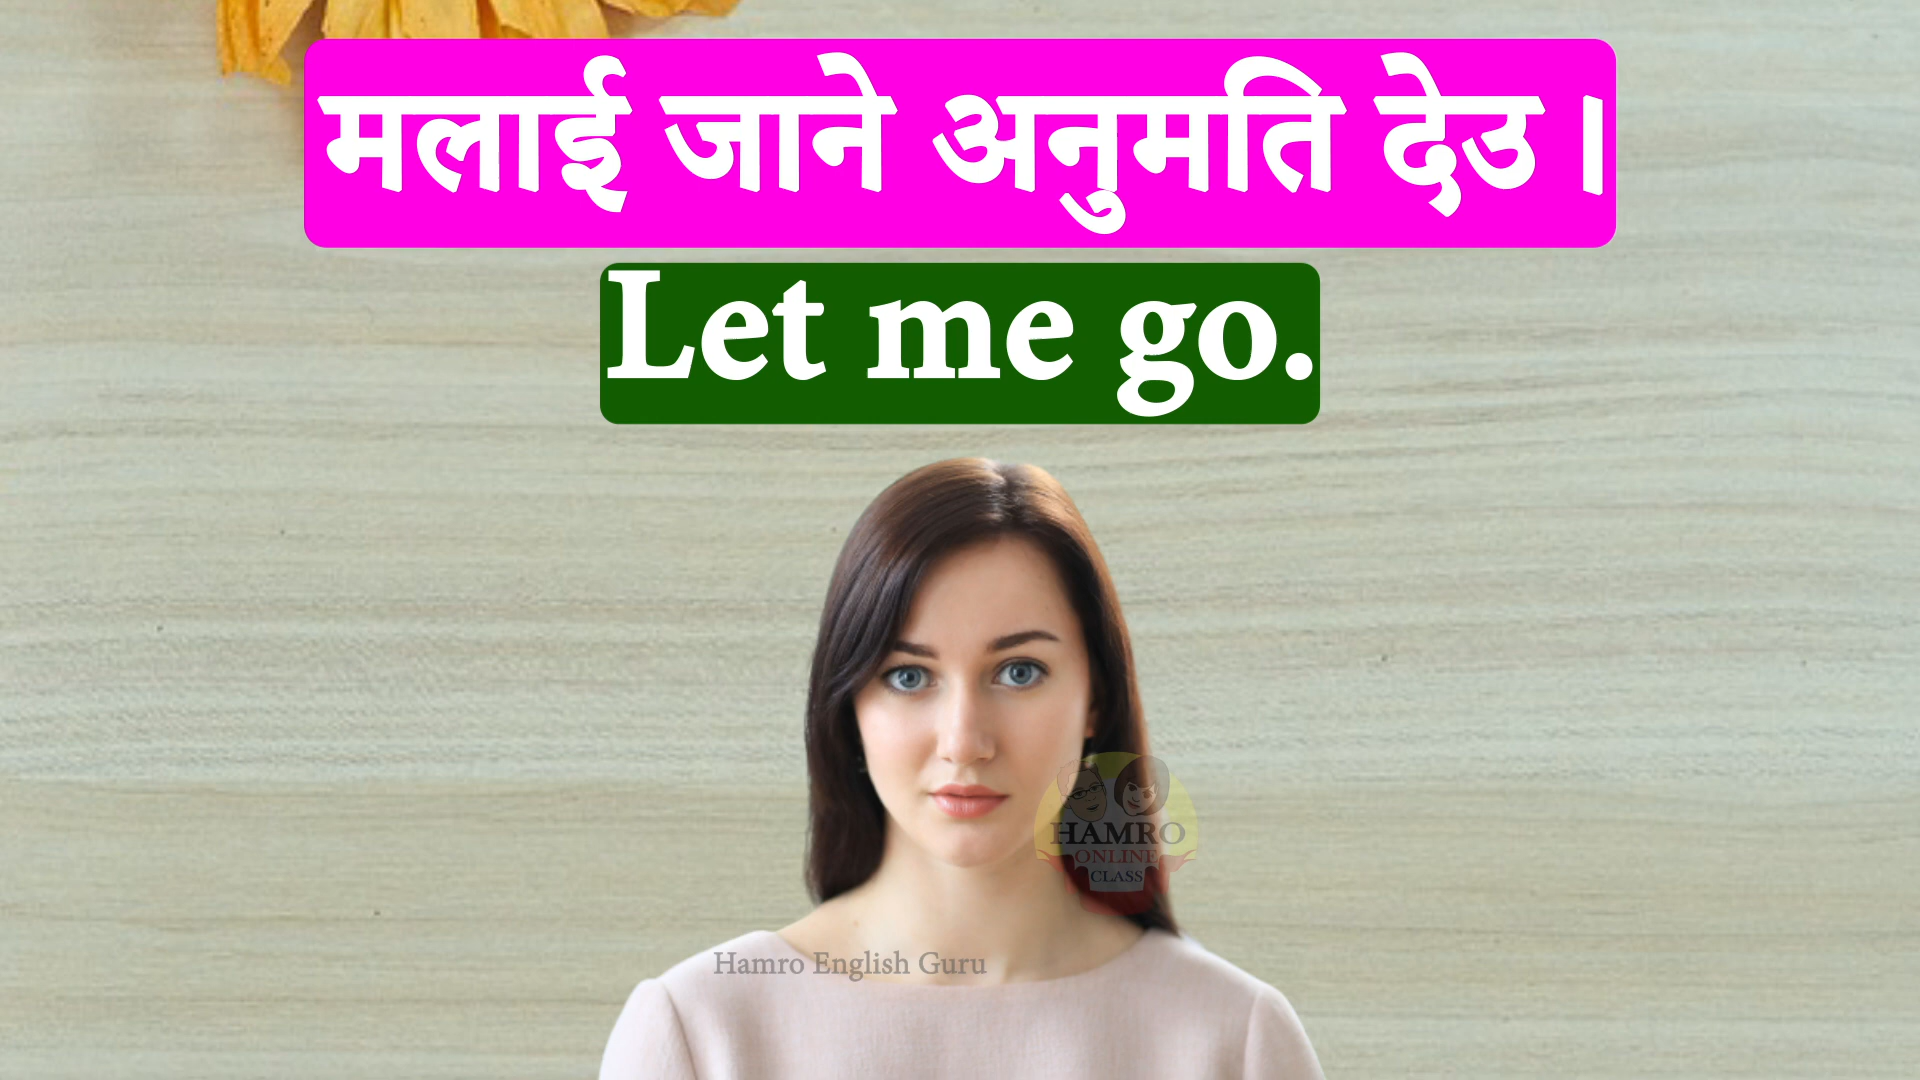 मलाई जाने अनुमति देउ ।
Let me go.
HAMRO
ONLINE
CLASS
Hamro English Guru